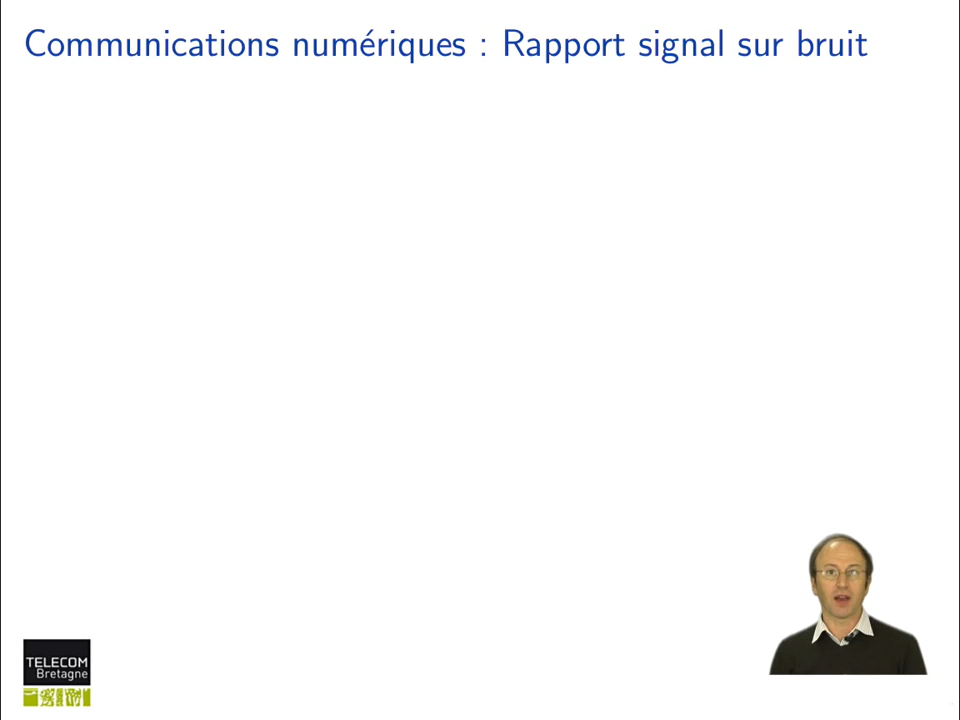 Communications numériques : Rapport signal sur bruit
TELECOM
Bretagne